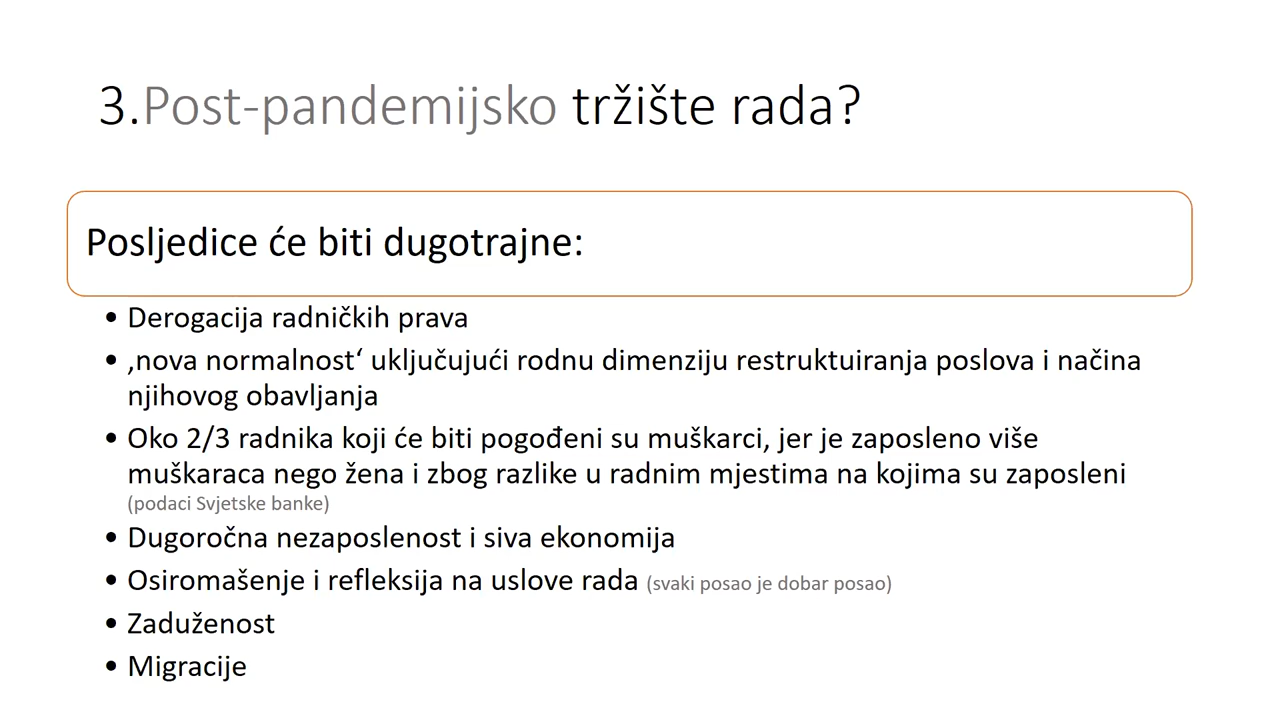 3.Post-pandemijsko tržište rada?
Posljedice će biti dugotrajne:
• Derogacija radničkih prava
• ‚nova normalnost‘ uključujući rodnu dimenziju restruktuiranja poslova i načina
njihovog obavljanja
• Oko 2/3 radnika koji će biti pogođeni su muškarci, jer je zaposleno više
muškaraca nego žena i zbog razlike u radnim mjestima na kojima su zaposleni
(podaci Svjetske banke)
• Dugoročna nezaposlenost i siva ekonomija
• Osiromašenje i refleksija na uslove rada (svaki posao je dobar posao)
• Zaduženost
• Migracije